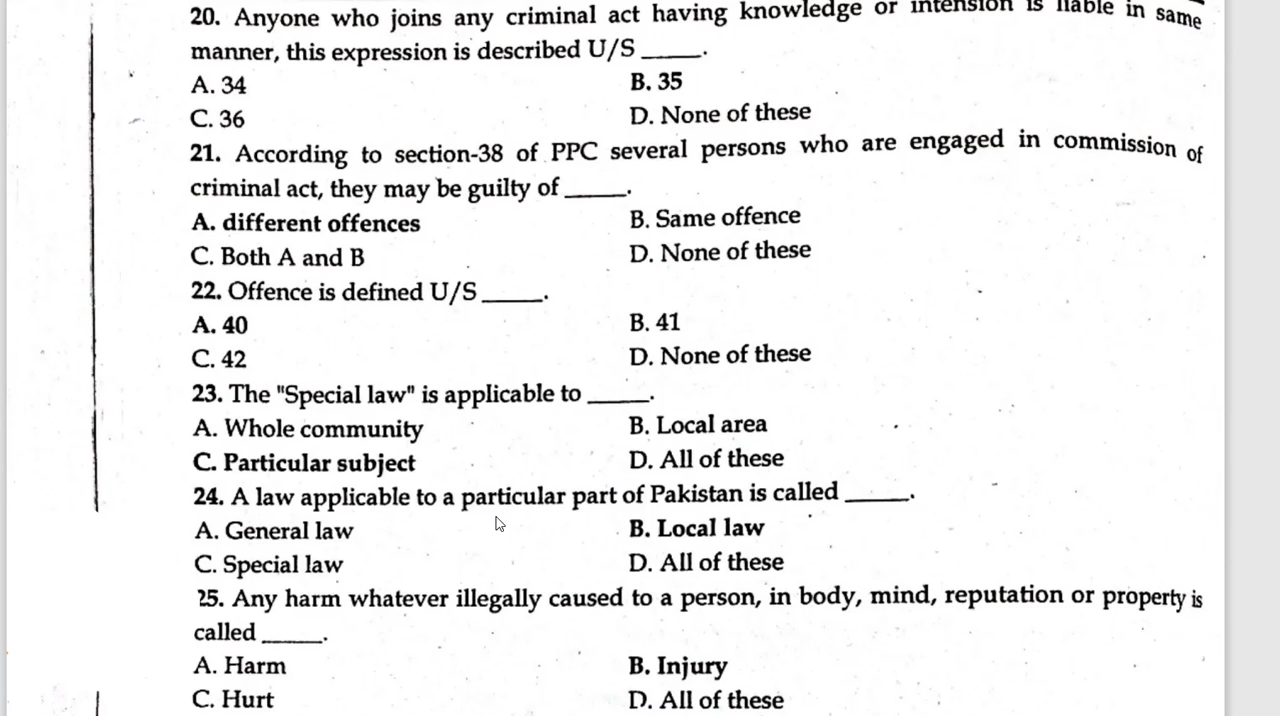 20. Anyone who joins any criminal act having knowledge or intension is liable in same
manner, this expression is described U/S _____.
A. 34
B. 35
C. 36
D. None of these
21. According to section-38 of PPC several persons who are engaged in commission of
criminal act, they may be guilty of _____.
A. different offences
B. Same offence
C. Both A and B
D. None of these
22. Offence is defined U/S _____.
A. 40
B. 41
C. 42
D. None of these
23. The "Special law" is applicable to _____.
A. Whole community
B. Local area
C. Particular subject
D. All of these
24. A law applicable to a particular part of Pakistan is called _____.
A. General law
B. Local law
C. Special law
D. All of these
25. Any harm whatever illegally caused to a person, in body, mind, reputation or property is
called _____.
A. Harm
B. Injury
C. Hurt
D. All of these